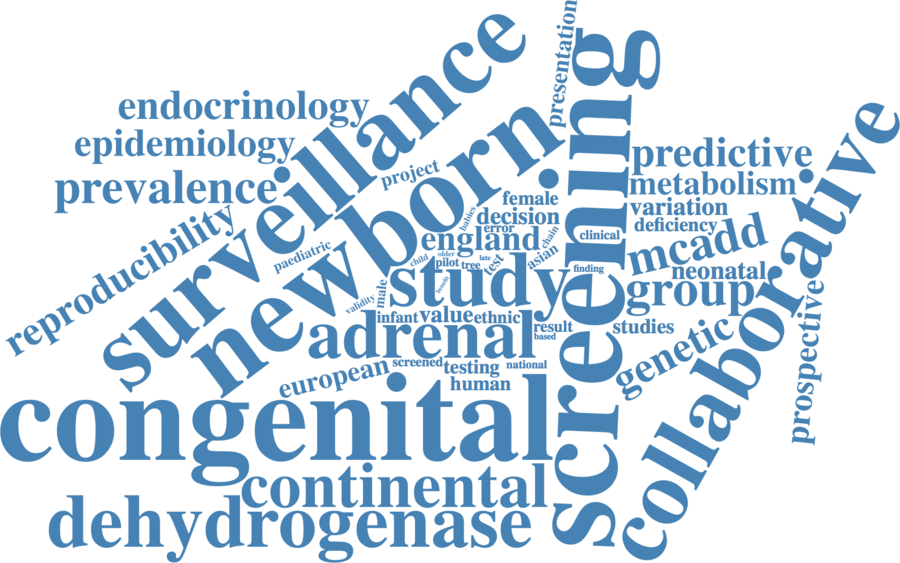 presentation
surveillance
screening
endocrinology
newborn
collaborative
epidemiology
predictive
project
prevalence
metabolism
female
variation
reproducibility
babies
decision
deficiency
error
england
chain
clinical
mcadd
paediatric
child
older
late
asian
pilot
tree
test
finding
neonatal
study
group
male
benefit
validity
infant
value
ethnic
prospective
adrenal
result
studies
based
genetic
european
screened
testing
national
human
congenital
continental
dehydrogenase